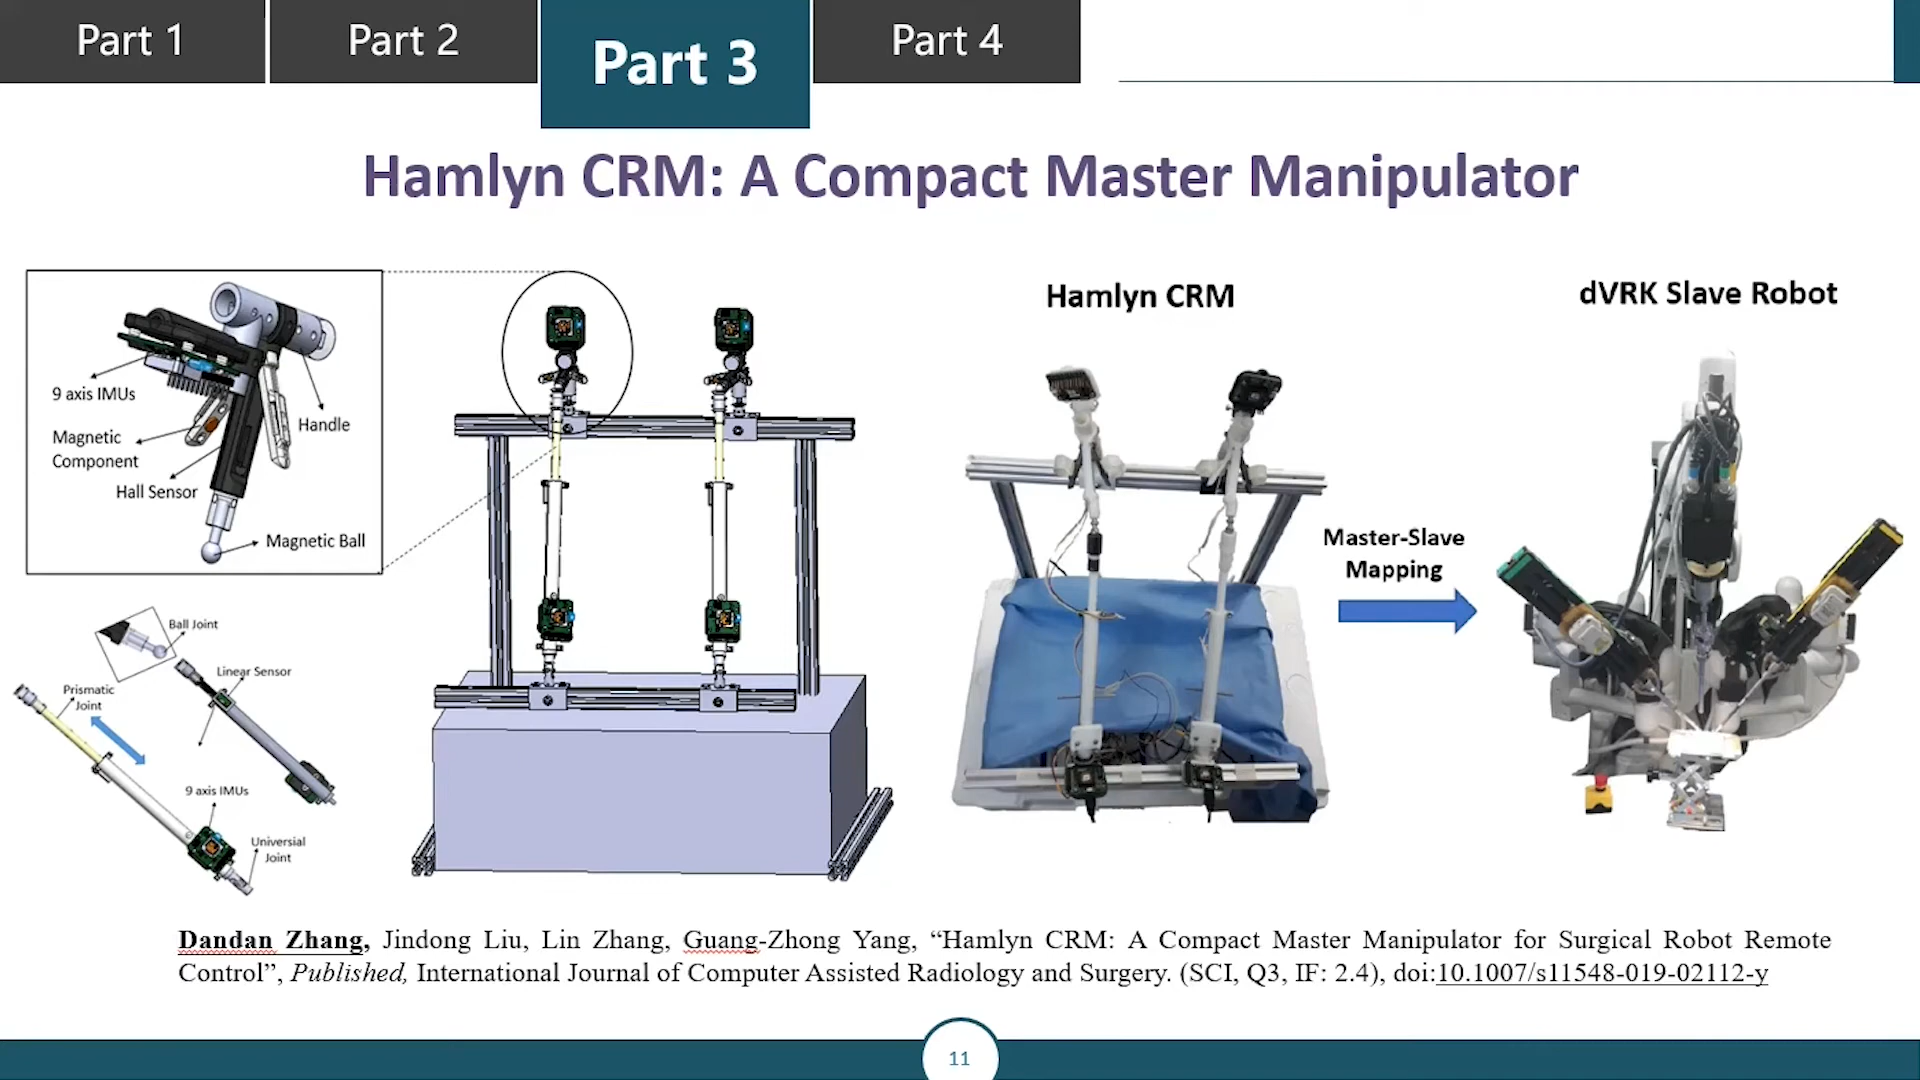 Part 1
Part 2
Part 3
Part 4
Hamlyn CRM: A Compact Master Manipulator
9 axis IMUs
Magnetic
Component
Hall Sensor
Handle
Magnetic Ball
Ball Joint
Linear Sensor
Prismatic
Joint
9 axis IMUs
Universial
Joint
Hamlyn CRM
Master-Slave
Mapping
dVRK Slave Robot
Dandan Zhang, Jindong Liu, Lin Zhang, Guang-Zhong Yang, “Hamlyn CRM: A Compact Master Manipulator for Surgical Robot Remote
Control”, Published, International Journal of Computer Assisted Radiology and Surgery. (SCI, Q3, IF: 2.4), doi:10.1007/s11548-019-02112-y
11